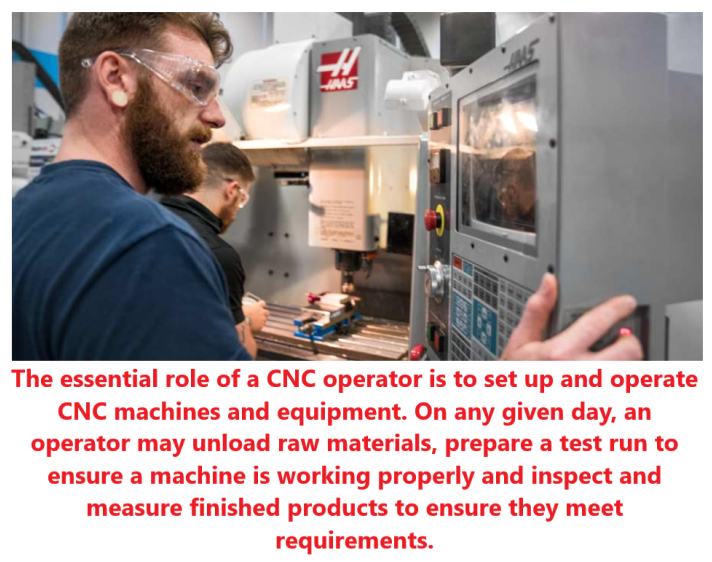 HAAS
HAAS
The essential role of a CNC operator is to set up and operate
CNC machines and equipment. On any given day, an
operator may unload raw materials, prepare a test run to
ensure a machine is working properly and inspect and
measure finished products to ensure they meet
requirements.